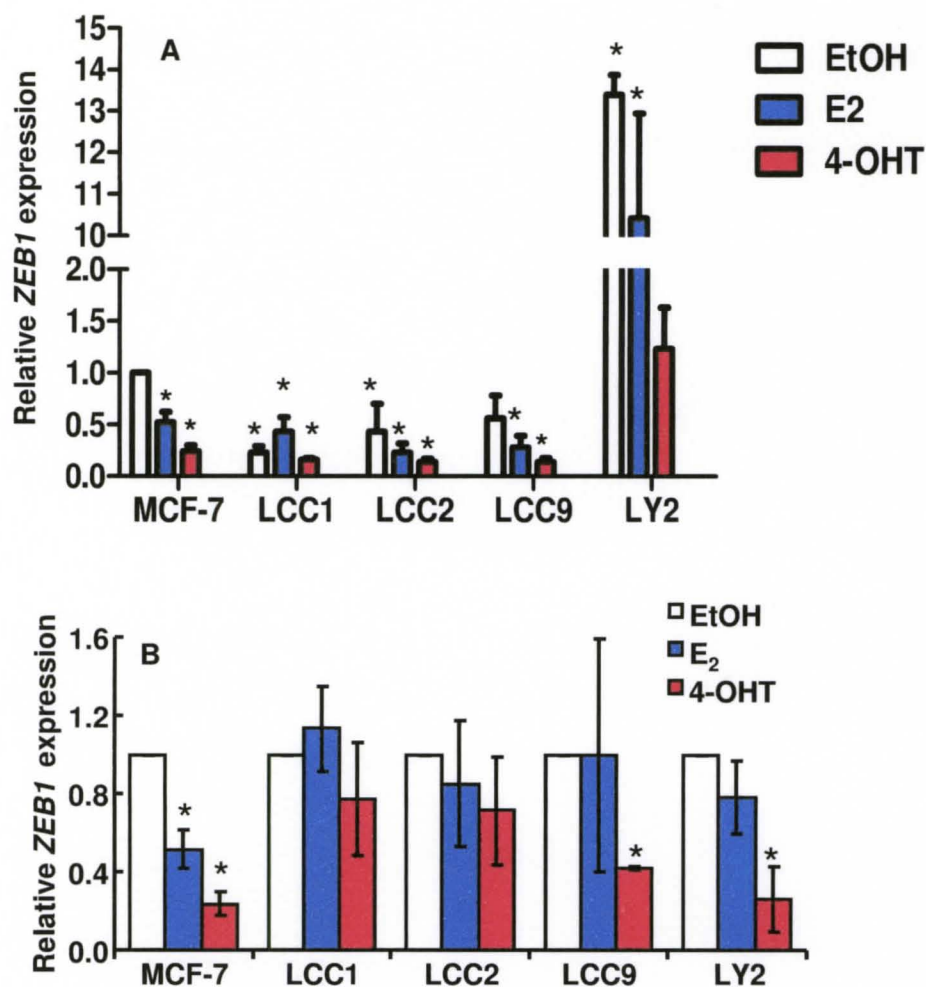 A
Relative ZEB1 expression
15
14
13
12
11
10
2.0
1.5
1.0
0.5
0.0
* * * * * * * * * * * *
MCF-7 LCC1 LCC2 LCC9 LY2
EtOH
E2
4-OHT
B
Relative ZEB1 expression
1.6
1.2
0.8
0.4
0.0
* * * *
MCF-7 LCC1 LCC2 LCC9 LY2
EtOH
E₂
4-OHT